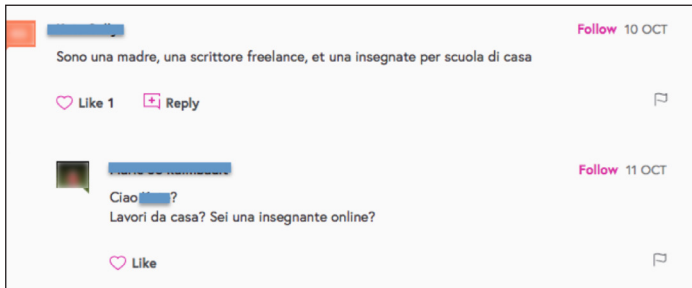 Follow 10 OCT
Sono una madre, una scrittore freelance, et una insegnate per scuola di casa
Like 1 Reply
Follow 11 OCT
Ciao ?
Lavori da casa? Sei una insegnante online?
Like